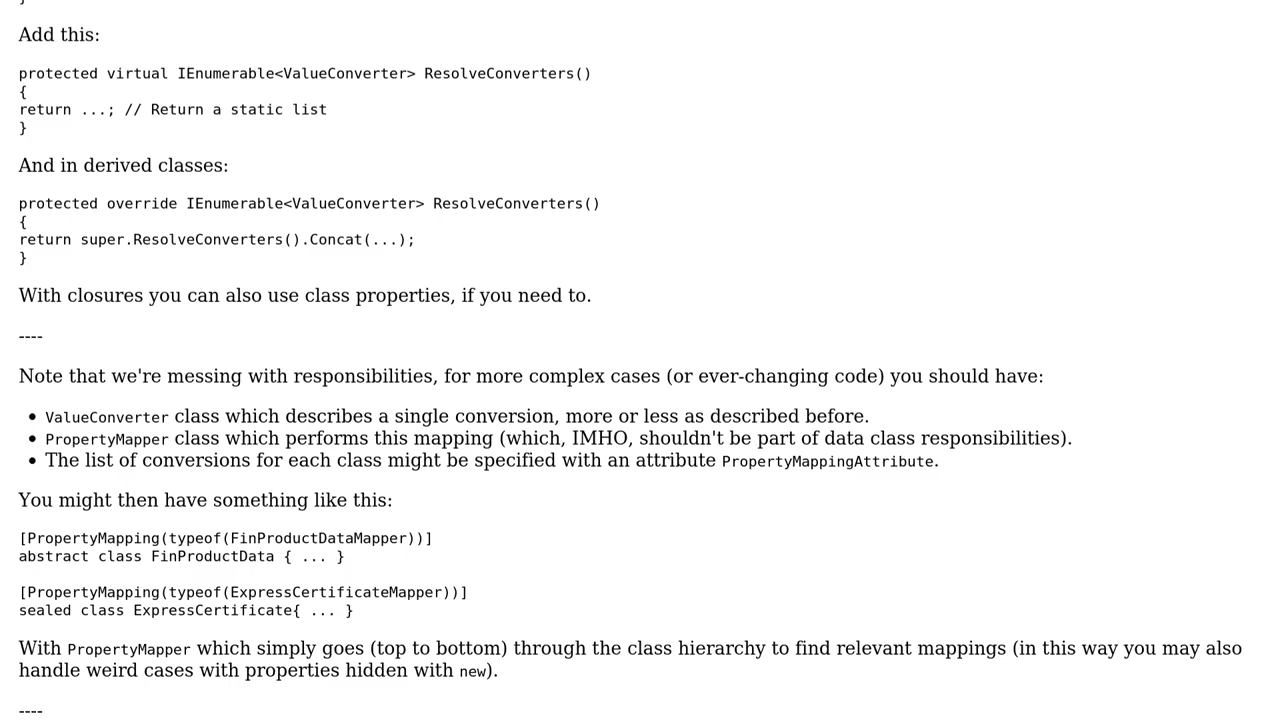 }
Add this:
protected virtual IEnumerable<ValueConverter> ResolveConverters()
{
return ...; // Return a static list
}
And in derived classes:
protected override IEnumerable<ValueConverter> ResolveConverters()
{
return super.ResolveConverters().Concat(...);
}
With closures you can also use class properties, if you need to.
----
Note that we're messing with responsibilities, for more complex cases (or ever-changing code) you should have:
• ValueConverter class which describes a single conversion, more or less as described before.
• PropertyMapper class which performs this mapping (which, IMHO, shouldn't be part of data class responsibilities).
• The list of conversions for each class might be specified with an attribute PropertyMappingAttribute.
You might then have something like this:
[PropertyMapping(typeof(FinProductDataMapper))]
abstract class FinProductData { ... }
[PropertyMapping(typeof(ExpressCertificateMapper))]
sealed class ExpressCertificate{ ... }
With PropertyMapper which simply goes (top to bottom) through the class hierarchy to find relevant mappings (in this way you may also
handle weird cases with properties hidden with new).
----